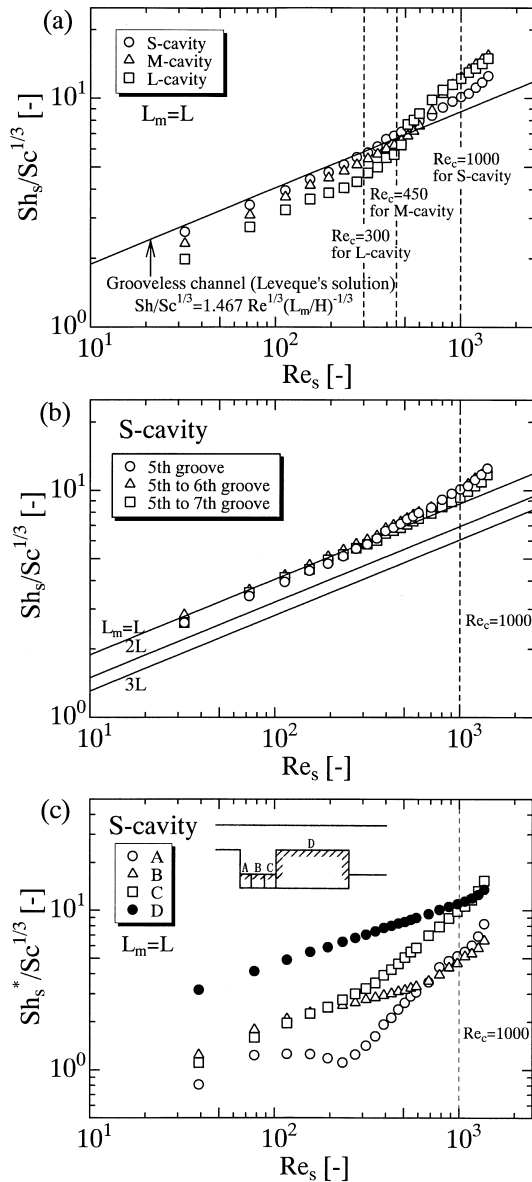 (a)
Sh_s/Sc^1/3 [-]
10^1
10^0
S-cavity
M-cavity
L-cavity
L_m=L
Re_c=1000
for S-cavity
Re_c=450
for M-cavity
Re_c=300
for L-cavity
Grooveless channel (Leveque's solution)
Sh/Sc^1/3=1.467 Re^1/3(L_m/H)^-1/3
10^1
10^2
10^3
Re_s [-]
(b)
Sh_s/Sc^1/3 [-]
10^1
10^0
S-cavity
5th groove
5th to 6th groove
5th to 7th groove
L_m=L
2L
3L
Re_c=1000
10^1
10^2
10^3
Re_s [-]
(c)
Sh_s^*/Sc^1/3 [-]
10^1
10^0
S-cavity
A
B
C
D
L_m=L
D
A B C
Re_c=1000
10^1
10^2
10^3
Re_s [-]